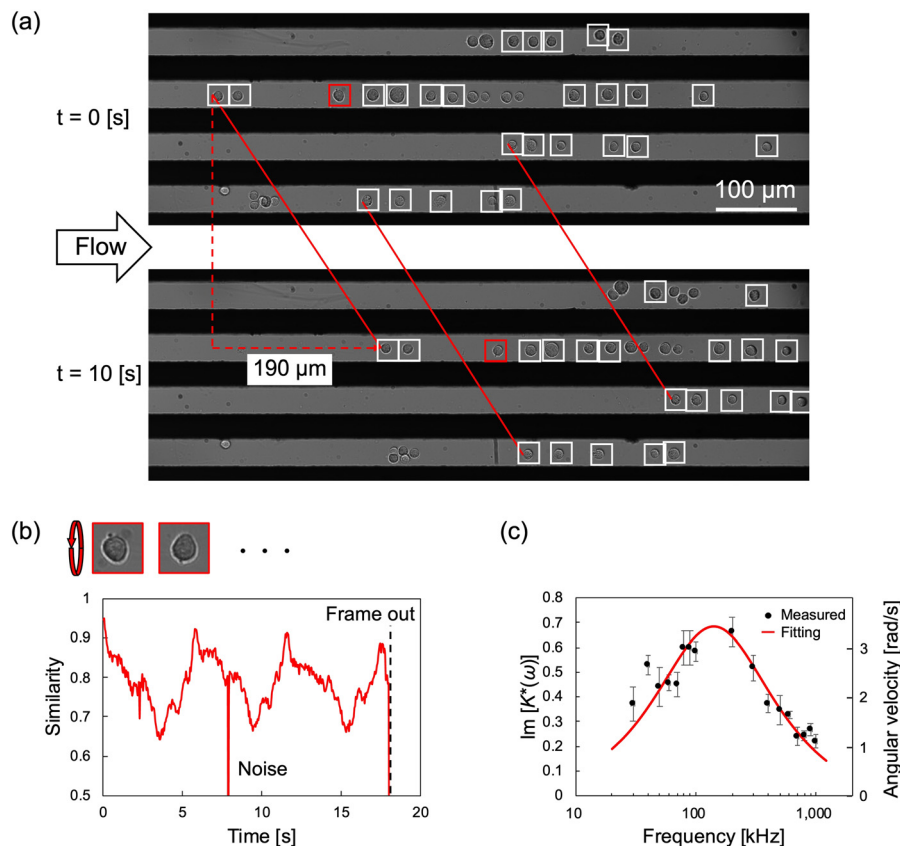 (a)
t = 0 [s]
100 µm
Flow
190 µm
t = 10 [s]
(b)
. . .
Frame out
Noise
Similarity
1
0.9
0.8
0.7
0.6
0.5
0 5 10 15 20
Time [s]
(c)
Measured
Fitting
Im [K*(ω)]
0.8
0.7
0.6
0.5
0.4
0.3
0.2
0.1
0
3
2
1
0
Angular velocity [rad/s]
10 100 1,000
Frequency [kHz]